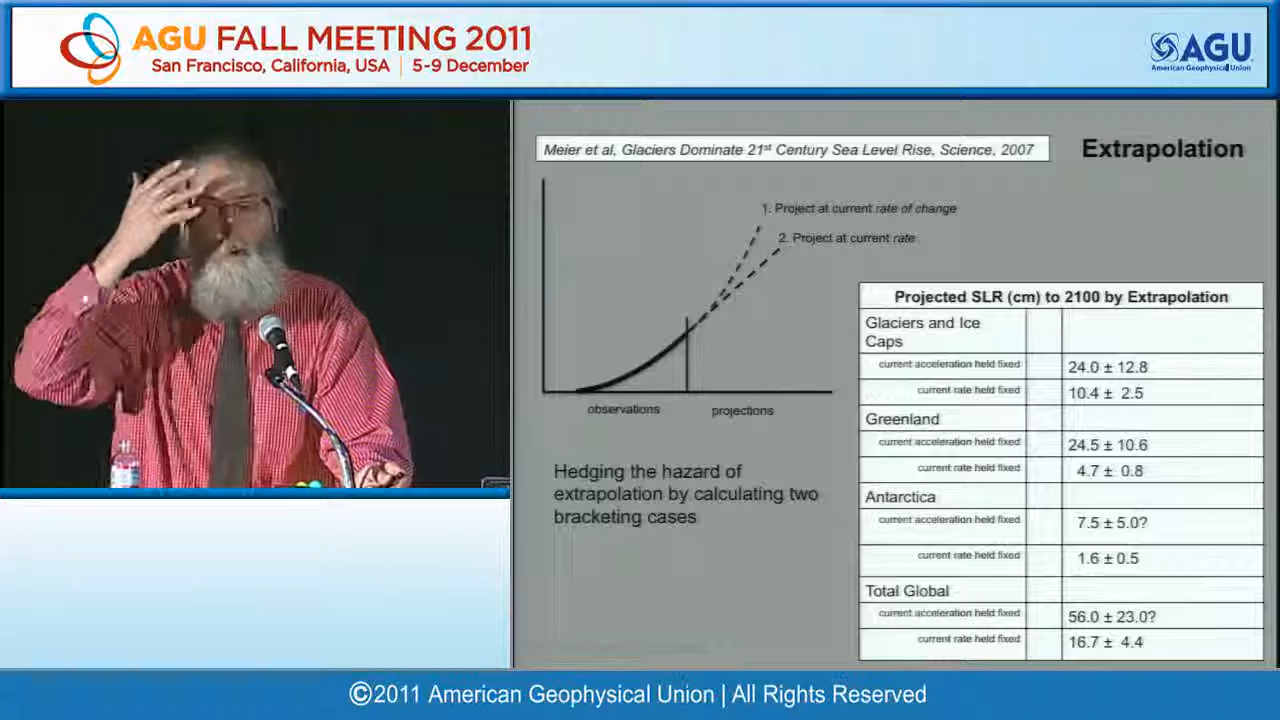 AGU FALL MEETING 2011
San Francisco, California, USA | 5-9 December
AGU
American Geophysical Union
Meier et al, Glaciers Dominate 21st Century Sea Level Rise, Science, 2007
Extrapolation
1. Project at current rate of change
2. Project at current rate
observations
projections
Hedging the hazard of
extrapolation by calculating two
bracketing cases
Projected SLR (cm) to 2100 by Extrapolation
Glaciers and Ice
Caps
current acceleration held fixed 24.0 ± 12.8
current rate held fixed 10.4 ± 2.5
Greenland
current acceleration held fixed 24.5 ± 10.6
current rate held fixed 4.7 ± 0.8
Antarctica
current acceleration held fixed 7.5 ± 5.0?
current rate held fixed 1.6 ± 0.5
Total Global
current acceleration held fixed 56.0 ± 23.0?
current rate held fixed 16.7 ± 4.4
©2011 American Geophysical Union | All Rights Reserved